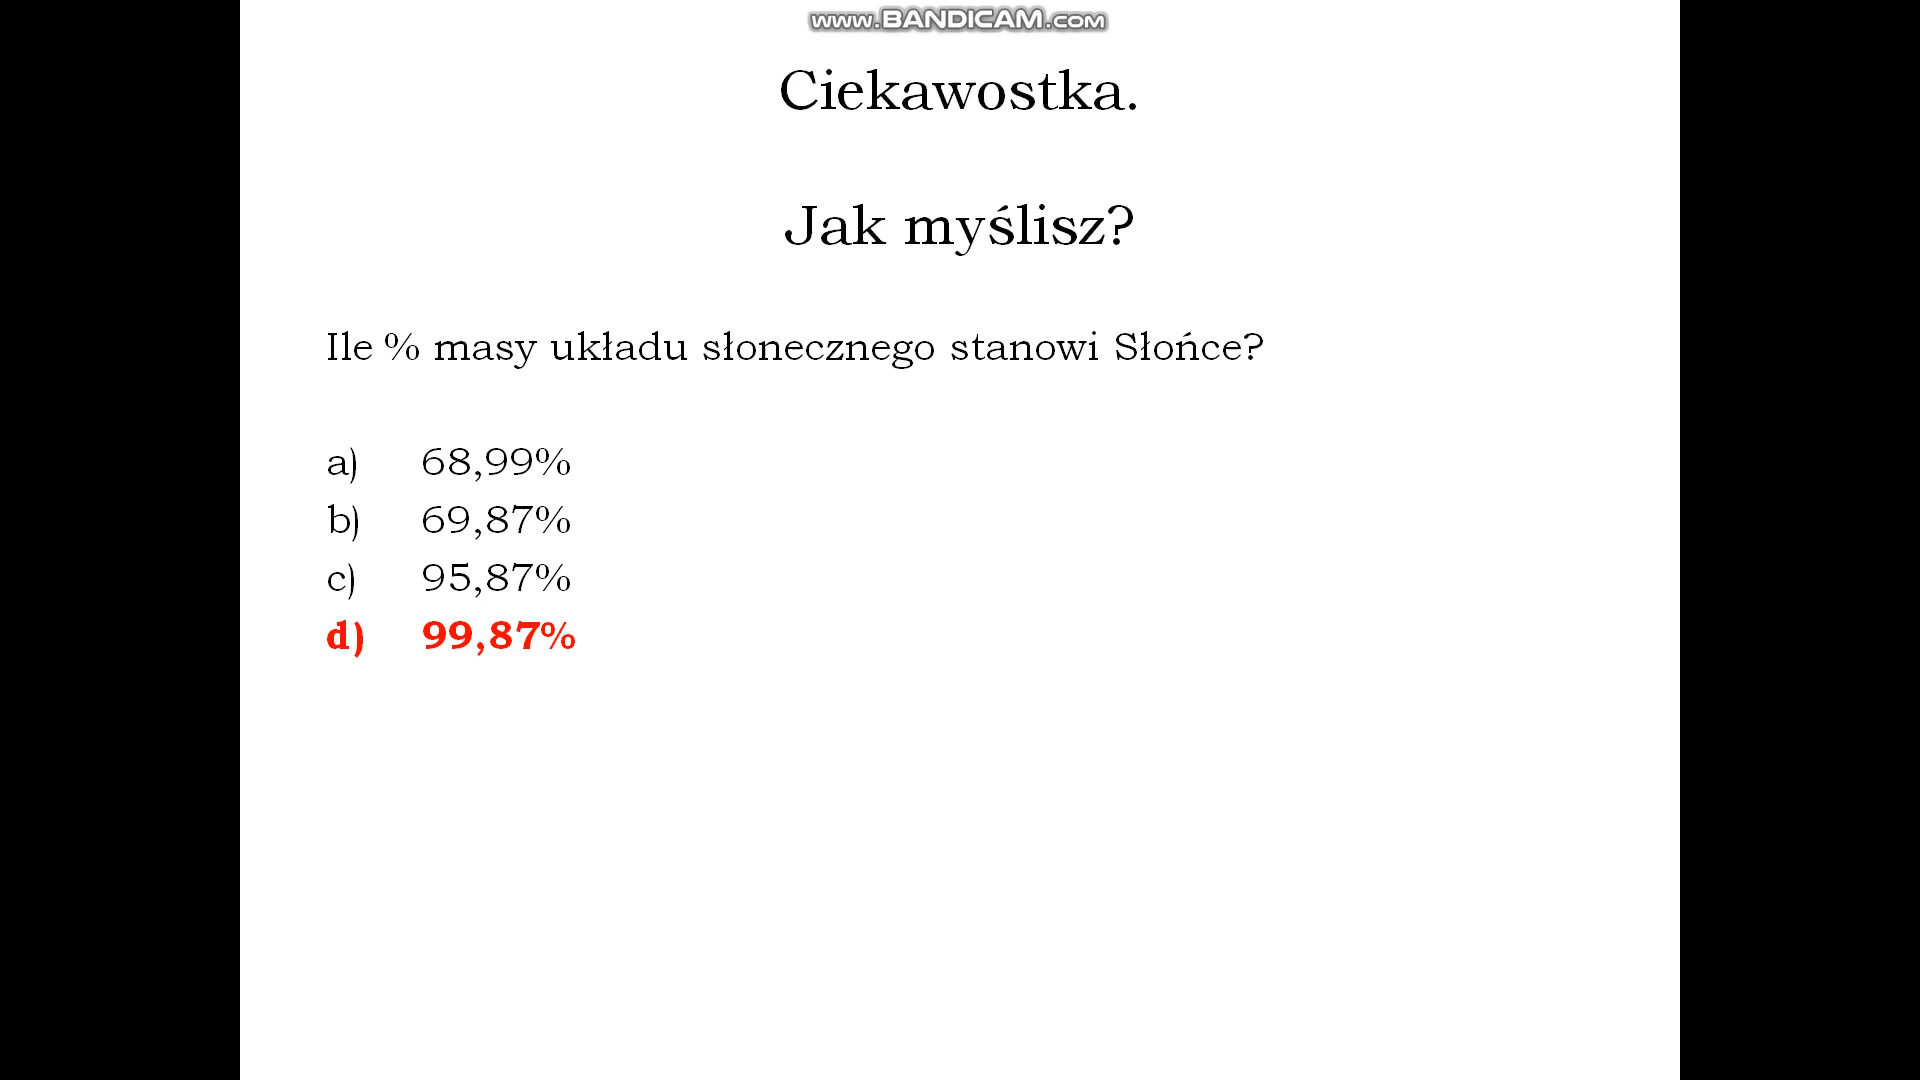 www.BANDICAM.com
Ciekawostka.
Jak myślisz?
Ile % masy układu słonecznego stanowi Słońce?
a) 68,99%
b) 69,87%
c) 95,87%
d) 99,87%